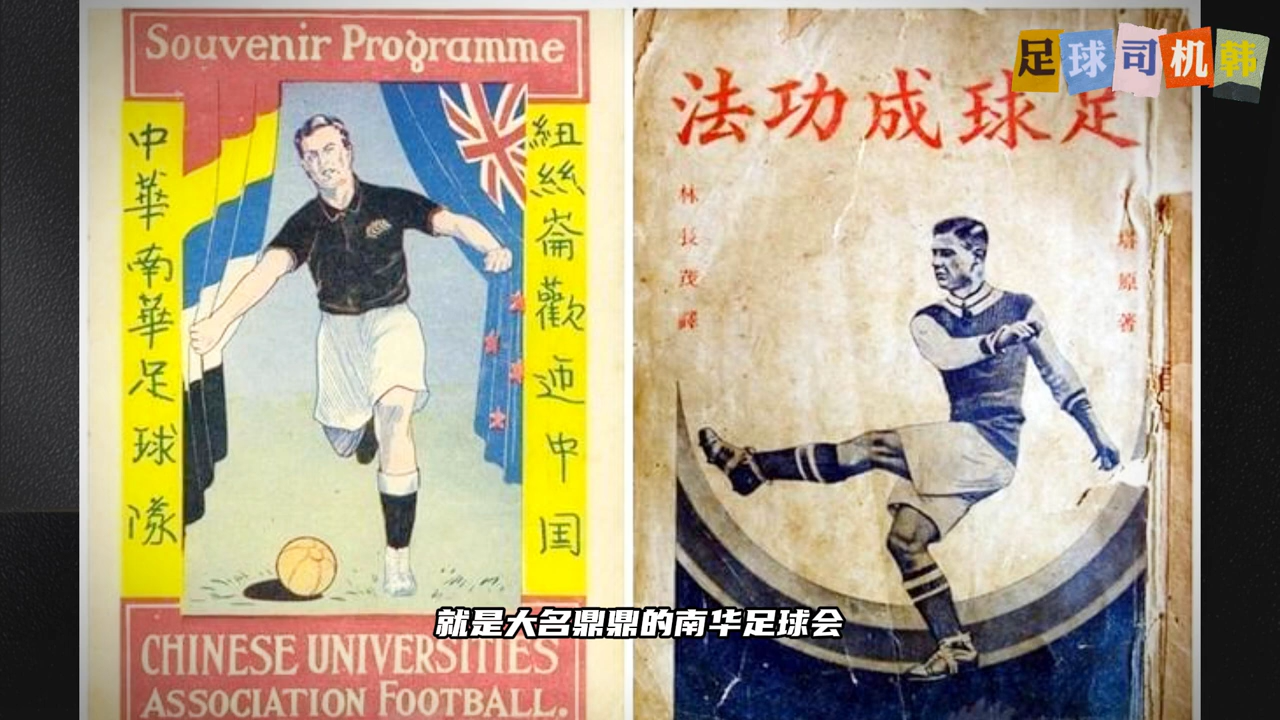 Souvenir Programme
中華南華足球隊
紐絲崙歡迎中国
CHINESE UNIVERSITIES
ASSOCIATION FOOTBALL.
足球司机韩
法功成球足
林長茂譯
塔原著
就是大名鼎鼎的南华足球会